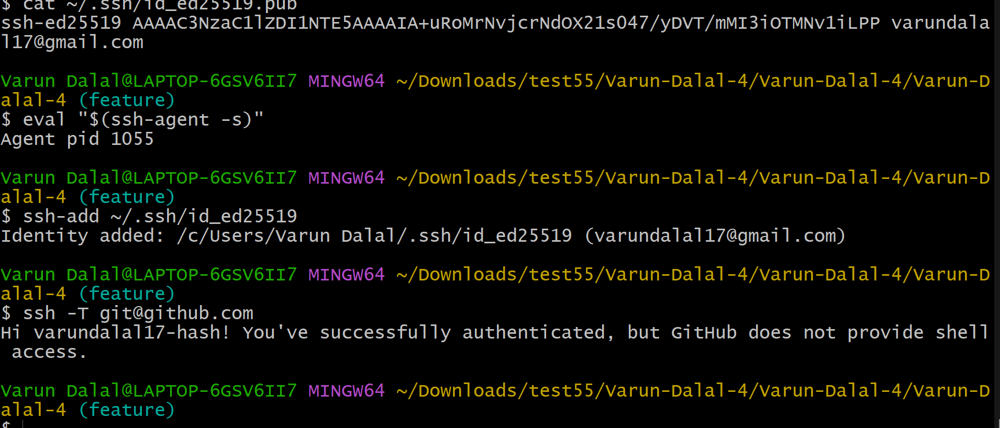 $ cat ~/.ssh/id_ed25519.pub
ssh-ed25519 AAAAC3NzaC1lZDI1NTE5AAAAIA+uRoMrNvjcrNdOX21sO47/yDVT/mMI3iOTMNv1iLPP varundala
l17@gmail.com
Varun Dalal@LAPTOP-6GSV6II7 MINGW64 ~/Downloads/test55/Varun-Dalal-4/Varun-Dalal-4/Varun-D
alal-4 (feature)
$ eval "$(ssh-agent -s)"
Agent pid 1055
Varun Dalal@LAPTOP-6GSV6II7 MINGW64 ~/Downloads/test55/Varun-Dalal-4/Varun-Dalal-4/Varun-D
alal-4 (feature)
$ ssh-add ~/.ssh/id_ed25519
Identity added: /c/Users/Varun Dalal/.ssh/id_ed25519 (varundalal17@gmail.com)
Varun Dalal@LAPTOP-6GSV6II7 MINGW64 ~/Downloads/test55/Varun-Dalal-4/Varun-Dalal-4/Varun-D
alal-4 (feature)
$ ssh -T git@github.com
Hi varundalal17-hash! You've successfully authenticated, but GitHub does not provide shell
 access.
Varun Dalal@LAPTOP-6GSV6II7 MINGW64 ~/Downloads/test55/Varun-Dalal-4/Varun-Dalal-4/Varun-D
alal-4 (feature)
$